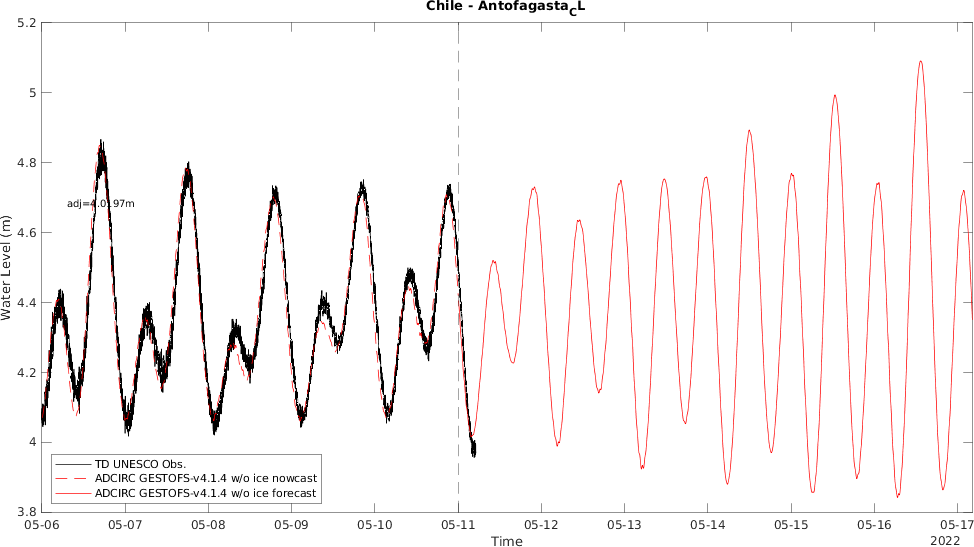 Chile - Antofagasta_CL
5.2
5
4.8
4.6
4.4
4.2
4
3.8
Water Level (m)
adj=4.0197m
TD UNESCO Obs.
ADCIRC GESTOFS-v4.1.4 w/o ice nowcast
ADCIRC GESTOFS-v4.1.4 w/o ice forecast
05-06 05-07 05-08 05-09 05-10 05-11 05-12 05-13 05-14 05-15 05-16 05-17
Time
2022